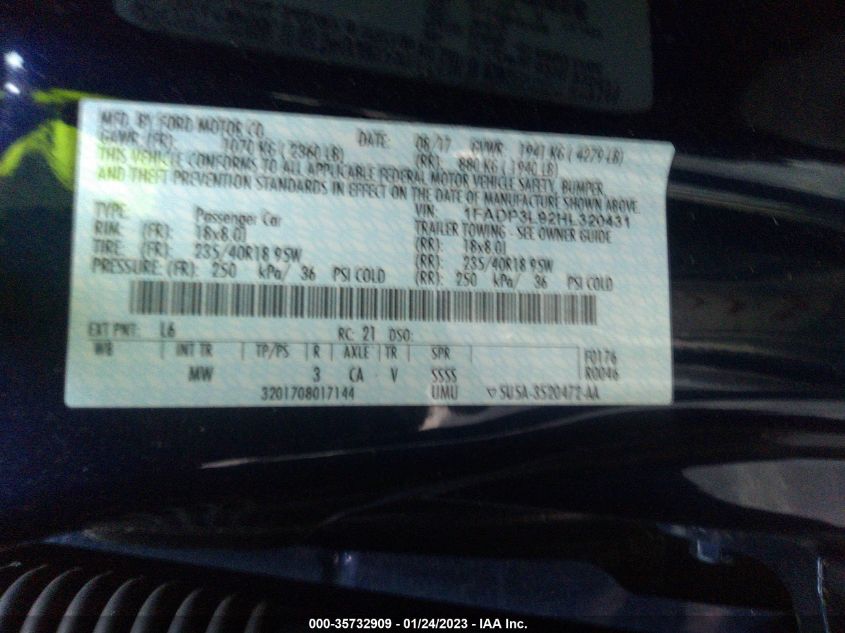 MFD. BY FORD MOTOR CO.
DATE: 08/17 GVWR: 1941 KG (4279 LB)
GAWR (FR): 1070 KG (2360 LB) (RR): 880 KG (1940 LB)
THIS VEHICLE CONFORMS TO ALL APPLICABLE FEDERAL MOTOR VEHICLE SAFETY, BUMPER,
AND THEFT PREVENTION STANDARDS IN EFFECT ON THE DATE OF MANUFACTURE SHOWN ABOVE.
VIN: 1FADP3L92HL320431
TYPE: Passenger Car TRAILER TOWING - SEE OWNER GUIDE
RIM: (FR): 18x8.0J (RR): 18x8.0J
TIRE: (FR): 235/40R18 95W (RR): 235/40R18 95W
PRESSURE: (FR): 250 kPa/ 36 PSI COLD (RR): 250 kPa/ 36 PSI COLD
EXT PNT: L6 RC: 21 DSO:
WB INT TR TP/PS R AXLE TR SPR F0176
MW 3 CA V SSSS R0046
3201708017144 UMU ▽ SU5A-3520472-AA
000-35732909 - 01/24/2023 - IAA Inc.